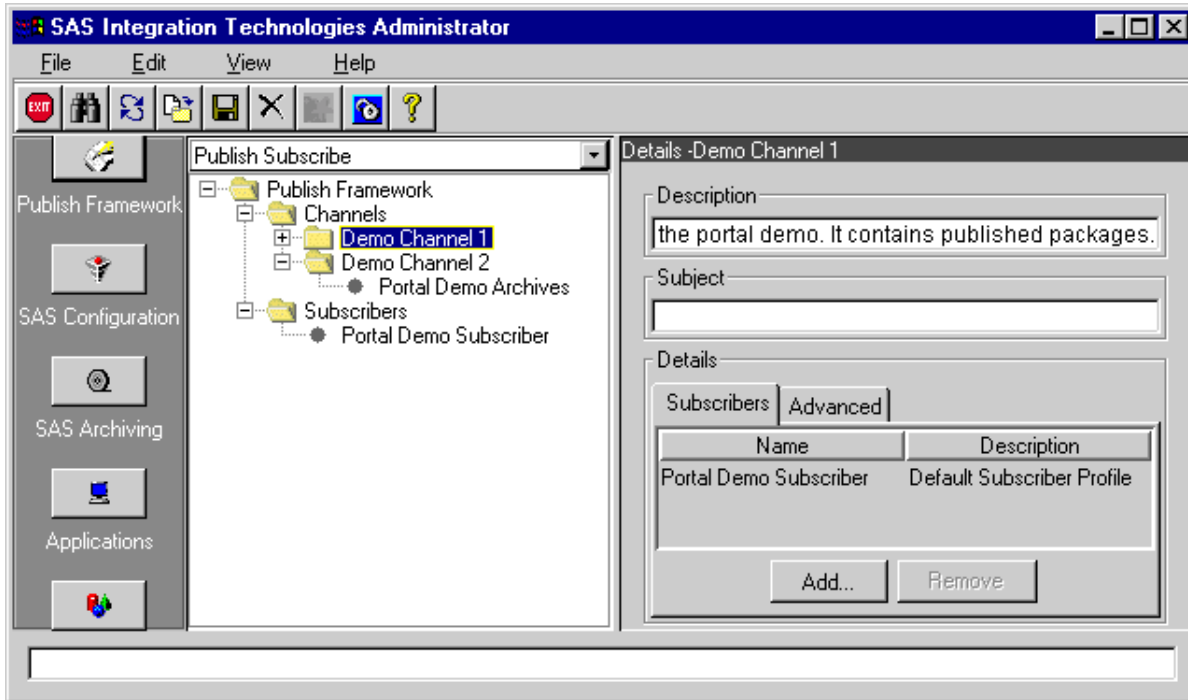 SAS Integration Technologies Administrator
File Edit View Help
EXIT
Publish Framework
SAS Configuration
SAS Archiving
Applications
Publish Subscribe
Publish Framework
Channels
Demo Channel 1
Demo Channel 2
Portal Demo Archives
Subscribers
Portal Demo Subscriber
Details -Demo Channel 1
Description
the portal demo. It contains published packages.
Subject
Details
Subscribers Advanced
Name Description
Portal Demo Subscriber Default Subscriber Profile
Add... Remove